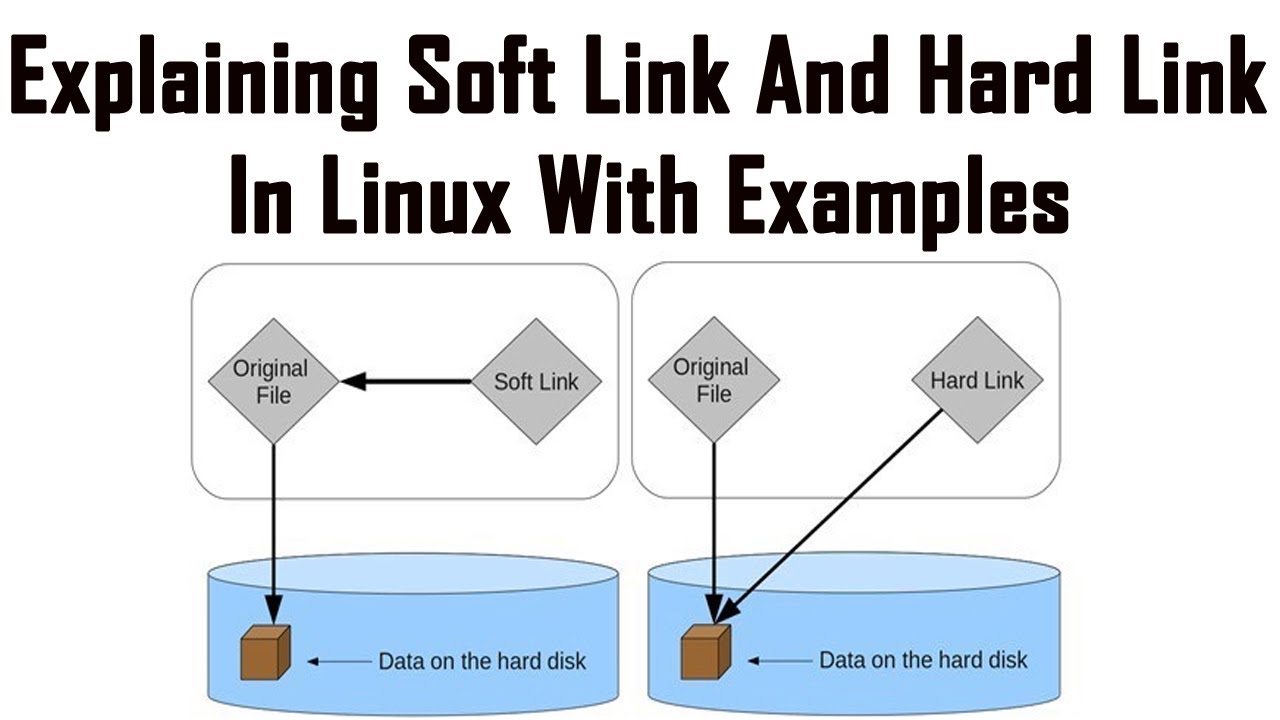 Explaining Soft Link And Hard Link
In Linux With Examples
Original
File
Soft Link
Original
File
Hard Link
Data on the hard disk
Data on the hard disk